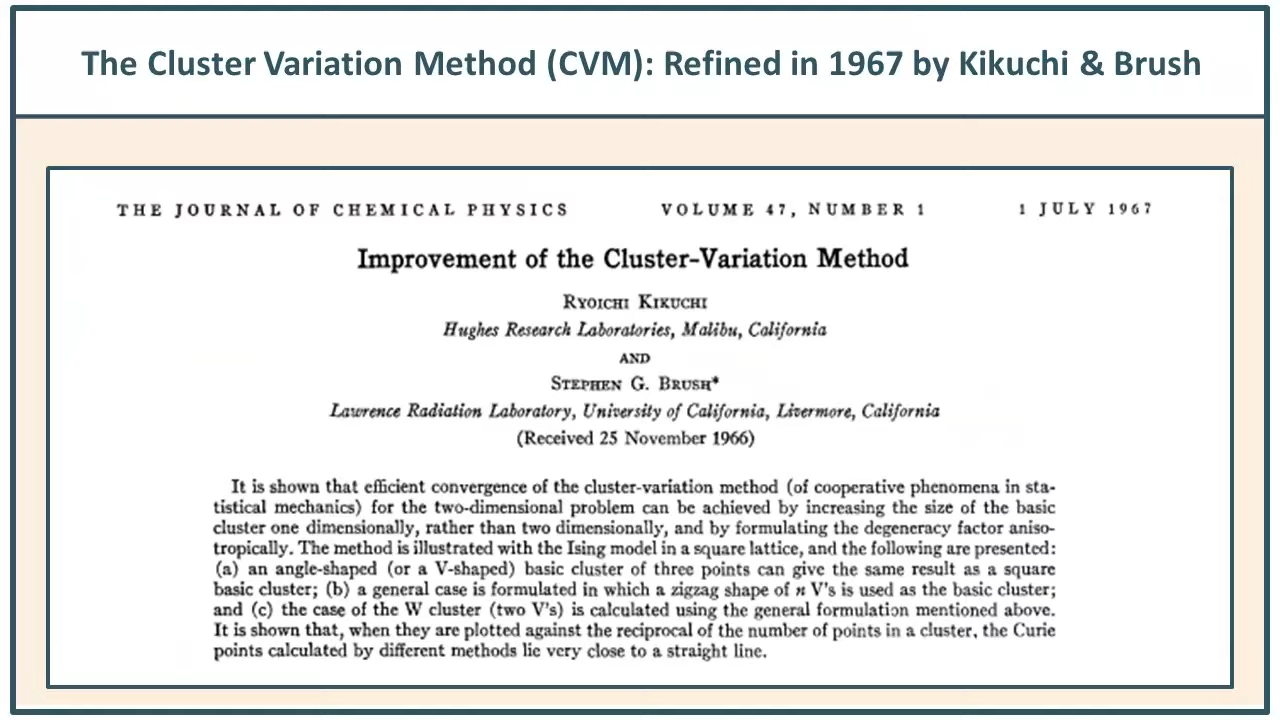 The Cluster Variation Method (CVM): Refined in 1967 by Kikuchi & Brush
THE JOURNAL OF CHEMICAL PHYSICS VOLUME 47, NUMBER 1 1 JULY 1967
Improvement of the Cluster-Variation Method
RYOICHI KIKUCHI
Hughes Research Laboratories, Malibu, California
AND
STEPHEN G. BRUSH*
Lawrence Radiation Laboratory, University of California, Livermore, California
(Received 25 November 1966)
It is shown that efficient convergence of the cluster-variation method (of cooperative phenomena in sta-
tistical mechanics) for the two-dimensional problem can be achieved by increasing the size of the basic
cluster one dimensionally, rather than two dimensionally, and by formulating the degeneracy factor aniso-
tropically. The method is illustrated with the Ising model in a square lattice, and the following are presented:
(a) an angle-shaped (or a V-shaped) basic cluster of three points can give the same result as a square
basic cluster; (b) a general case is formulated in which a zigzag shape of n V's is used as the basic cluster;
and (c) the case of the W cluster (two V's) is calculated using the general formulation mentioned above.
It is shown that, when they are plotted against the reciprocal of the number of points in a cluster, the Curie
points calculated by different methods lie very close to a straight line.